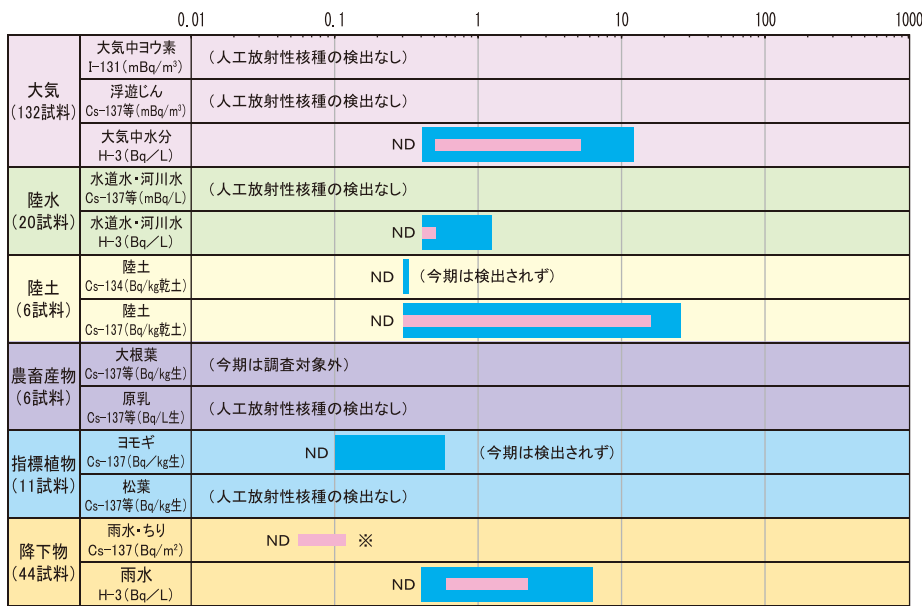 0.01 0.1 1 10 100 1000
大気
(132試料)
大気中ヨウ素
I-131(mBq/m³)
(人工放射性核種の検出なし)
浮遊じん
Cs-137等(mBq/m³)
(人工放射性核種の検出なし)
大気中水分
H-3(Bq/L)
ND
陸水
(20試料)
水道水・河川水
Cs-137等(mBq/L)
(人工放射性核種の検出なし)
水道水・河川水
H-3(Bq/L)
ND
陸土
(6試料)
陸土
Cs-134(Bq/kg乾土)
ND
(今期は検出されず)
陸土
Cs-137(Bq/kg乾土)
ND
農畜産物
(6試料)
大根葉
Cs-137等(Bq/kg生)
(今期は調査対象外)
原乳
Cs-137等(Bq/L生)
(人工放射性核種の検出なし)
指標植物
(11試料)
ヨモギ
Cs-137(Bq/kg生)
ND
(今期は検出されず)
松葉
Cs-137等(Bq/kg生)
(人工放射性核種の検出なし)
降下物
(44試料)
雨水・ちり
Cs-137(Bq/m²)
ND
※
雨水
H-3(Bq/L)
ND